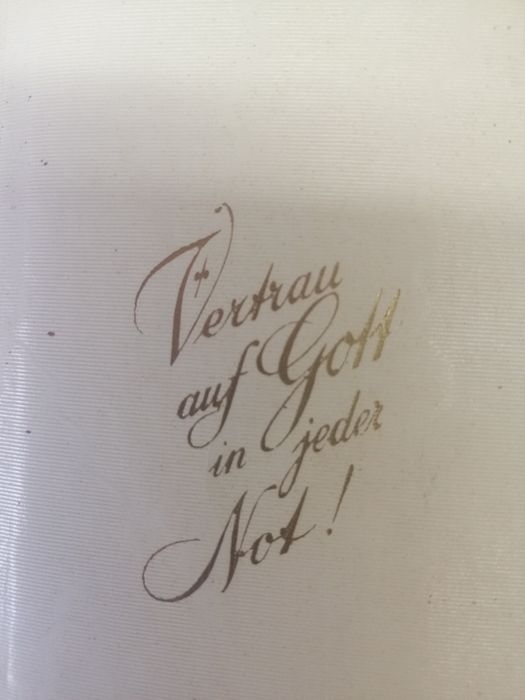 Vertrau
auf Gott
in jeder
Not!